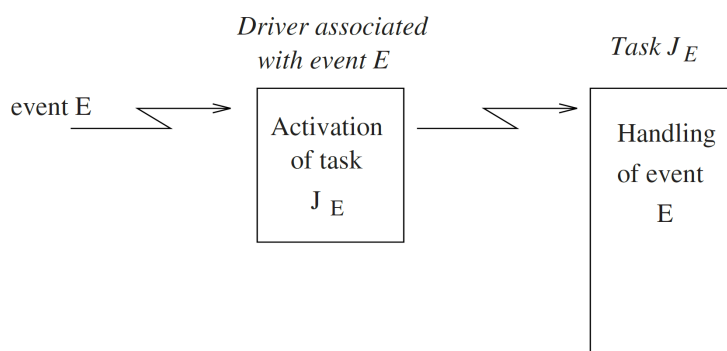 Driver associated
with event E
Task J E
event E
Activation
of task
J E
Handling
of event
E